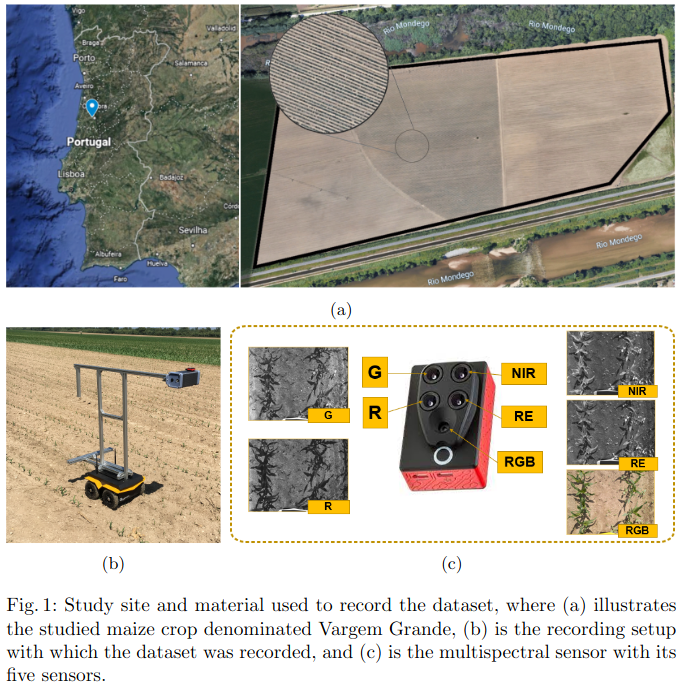 Vigo
Braga
Porto
Valladolid
Aveiro
Salamanca
Portugal
Lisboa
Badajoz
Sevilla
Albufeira
Huelva
Faro
Rio Mondego
Rio Mondego
Rio Mondego
Rio Mondego
(a)
G
R
G
R
NIR
RE
RGB
NIR
RE
RGB
(b)
(c)
Fig. 1: Study site and material used to record the dataset, where (a) illustrates
the studied maize crop denominated Vargem Grande, (b) is the recording setup
with which the dataset was recorded, and (c) is the multispectral sensor with its
five sensors.